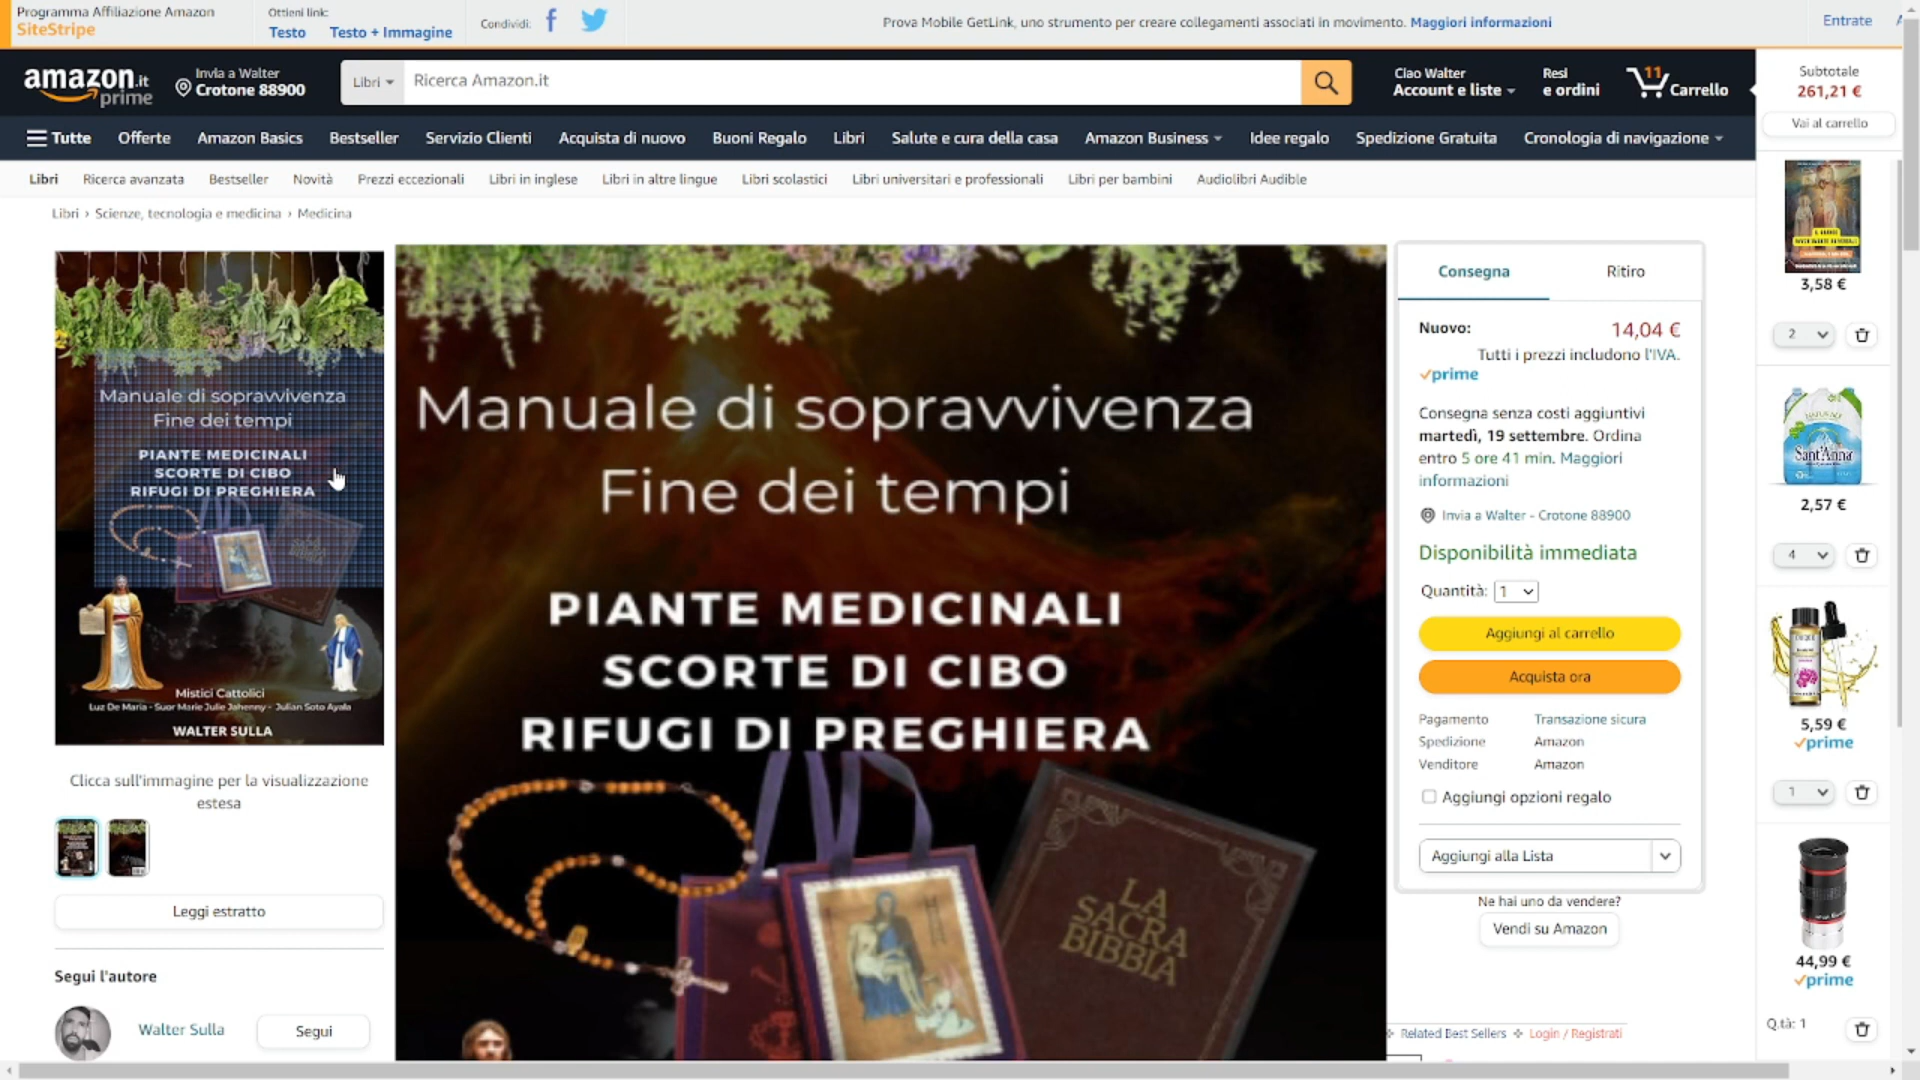 Programma Affiliazione Amazon
SiteStripe
Ottieni link:
Testo
Testo + Immagine
Condividi:
Prova Mobile GetLink, uno strumento per creare collegamenti associati in movimento. Maggiori informazioni
Entrate
amazon.it
prime
Invia a Walter
Crotone 88900
Libri
Ricerca Amazon.it
Ciao Walter
Account e liste
Resi
e ordini
11
Carrello
Tutte
Offerte
Amazon Basics
Bestseller
Servizio Clienti
Acquista di nuovo
Buoni Regalo
Libri
Salute e cura della casa
Amazon Business
Idee regalo
Spedizione Gratuita
Cronologia di navigazione
Libri
Ricerca avanzata
Bestseller
Novità
Prezzi eccezionali
Libri in inglese
Libri in altre lingue
Libri scolastici
Libri universitari e professionali
Libri per bambini
Audiolibri Audible
Libri › Scienze, tecnologia e medicina › Medicina
Manuale di sopravvivenza
Fine dei tempi
PIANTE MEDICINALI
SCORTE DI CIBO
RIFUGI DI PREGHIERA
Mistici Cattolici
Luz De Maria - Suor Marie Julie Jahenny - Julian Soto Ayala
WALTER SULLA
Clicca sull'immagine per la visualizzazione
estesa
Leggi estratto
Segui l'autore
Walter Sulla
Segui
Manuale di sopravvivenza
Fine dei tempi
PIANTE MEDICINALI
SCORTE DI CIBO
RIFUGI DI PREGHIERA
LA
SACRA
BIBBIA
Consegna
Ritiro
Nuovo:
14,04 €
Tutti i prezzi includono l'IVA.
prime
Consegna senza costi aggiuntivi
martedì, 19 settembre. Ordina
entro 5 ore 41 min. Maggiori
informazioni
Invia a Walter - Crotone 88900
Disponibilità immediata
Quantità: 1
Aggiungi al carrello
Acquista ora
Pagamento Transazione sicura
Spedizione Amazon
Venditore Amazon
Aggiungi opzioni regalo
Aggiungi alla Lista
Ne hai uno da vendere?
Vendi su Amazon
Related Best Sellers
Login / Registrati
Subtotale
261,21 €
Vai al carrello
3,58 €
2
Sant'Anna
2,57 €
4
5,59 €
prime
1
44,99 €
prime
Q.tà: 1